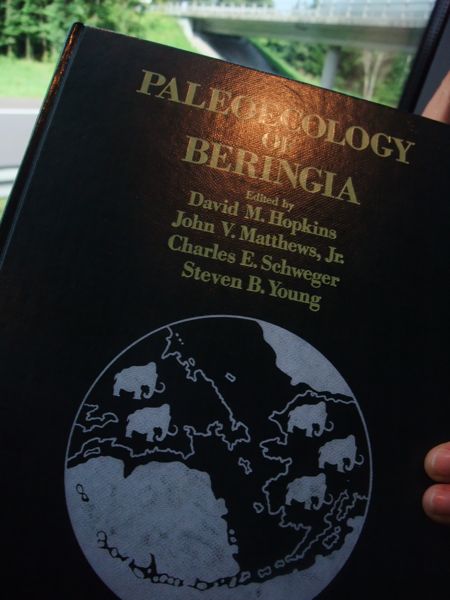 PALEOECOLOGY
OF
BERINGIA
Edited by
David M. Hopkins
John V. Matthews, Jr.
Charles E. Schweger
Steven B. Young